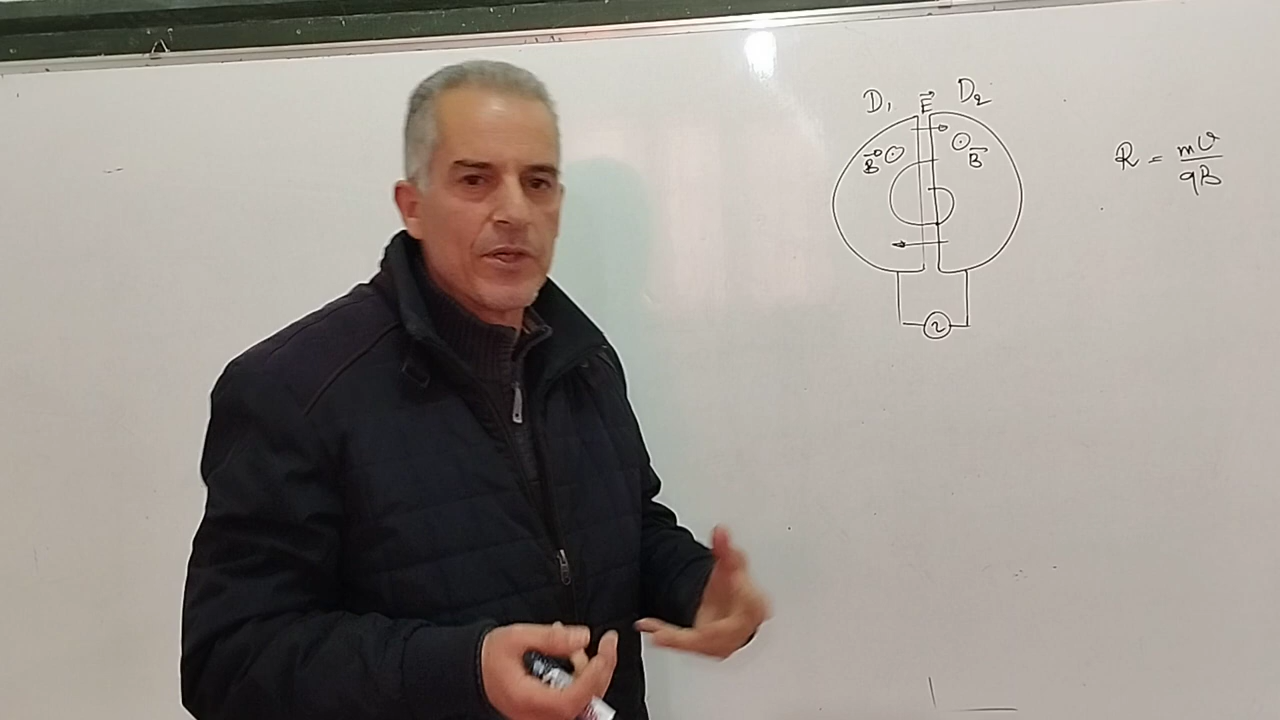 D₁ E⃗ D₂
B⃗ B⃗
R = mv/qB
~